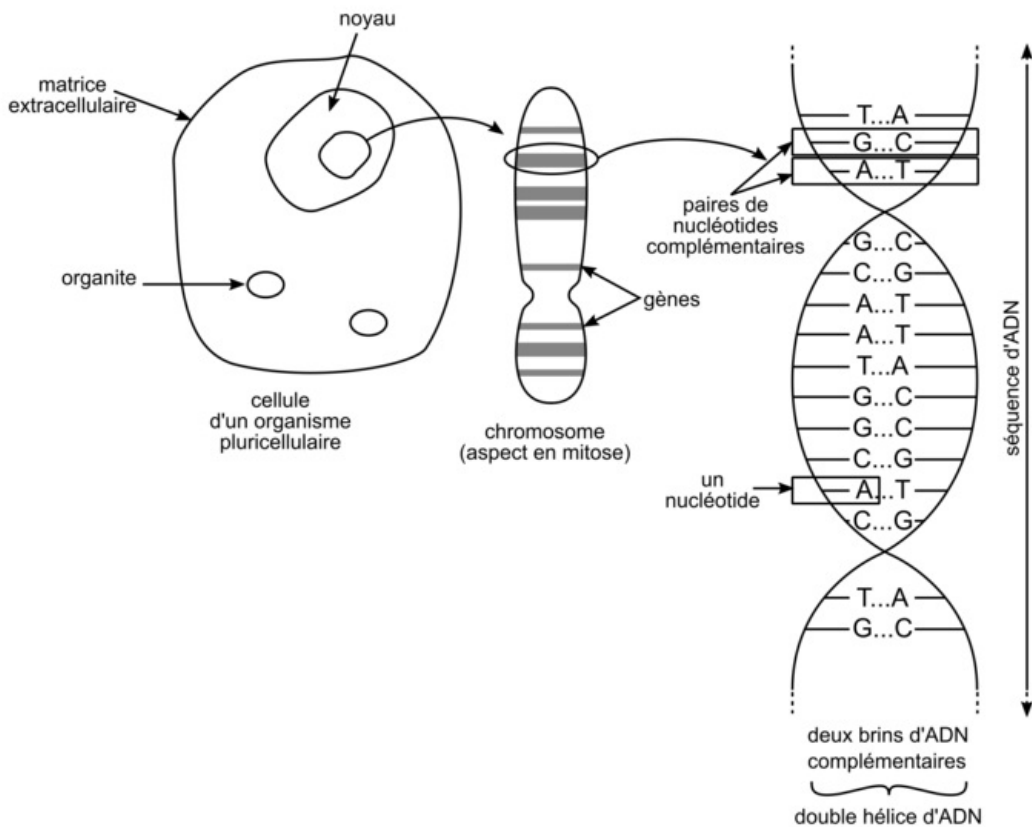 noyau
matrice
extracellulaire
organite
cellule
d'un organisme
pluricellulaire
gènes
chromosome
(aspect en mitose)
T...A
G...C
A...T
paires de
nucléotides
complémentaires
G...C
C...G
A...T
A...T
T...A
G...C
G...C
C...G
un
nucléotide
A...T
C...G
T...A
G...C
séquence d'ADN
deux brins d'ADN
complémentaires
double hélice d'ADN